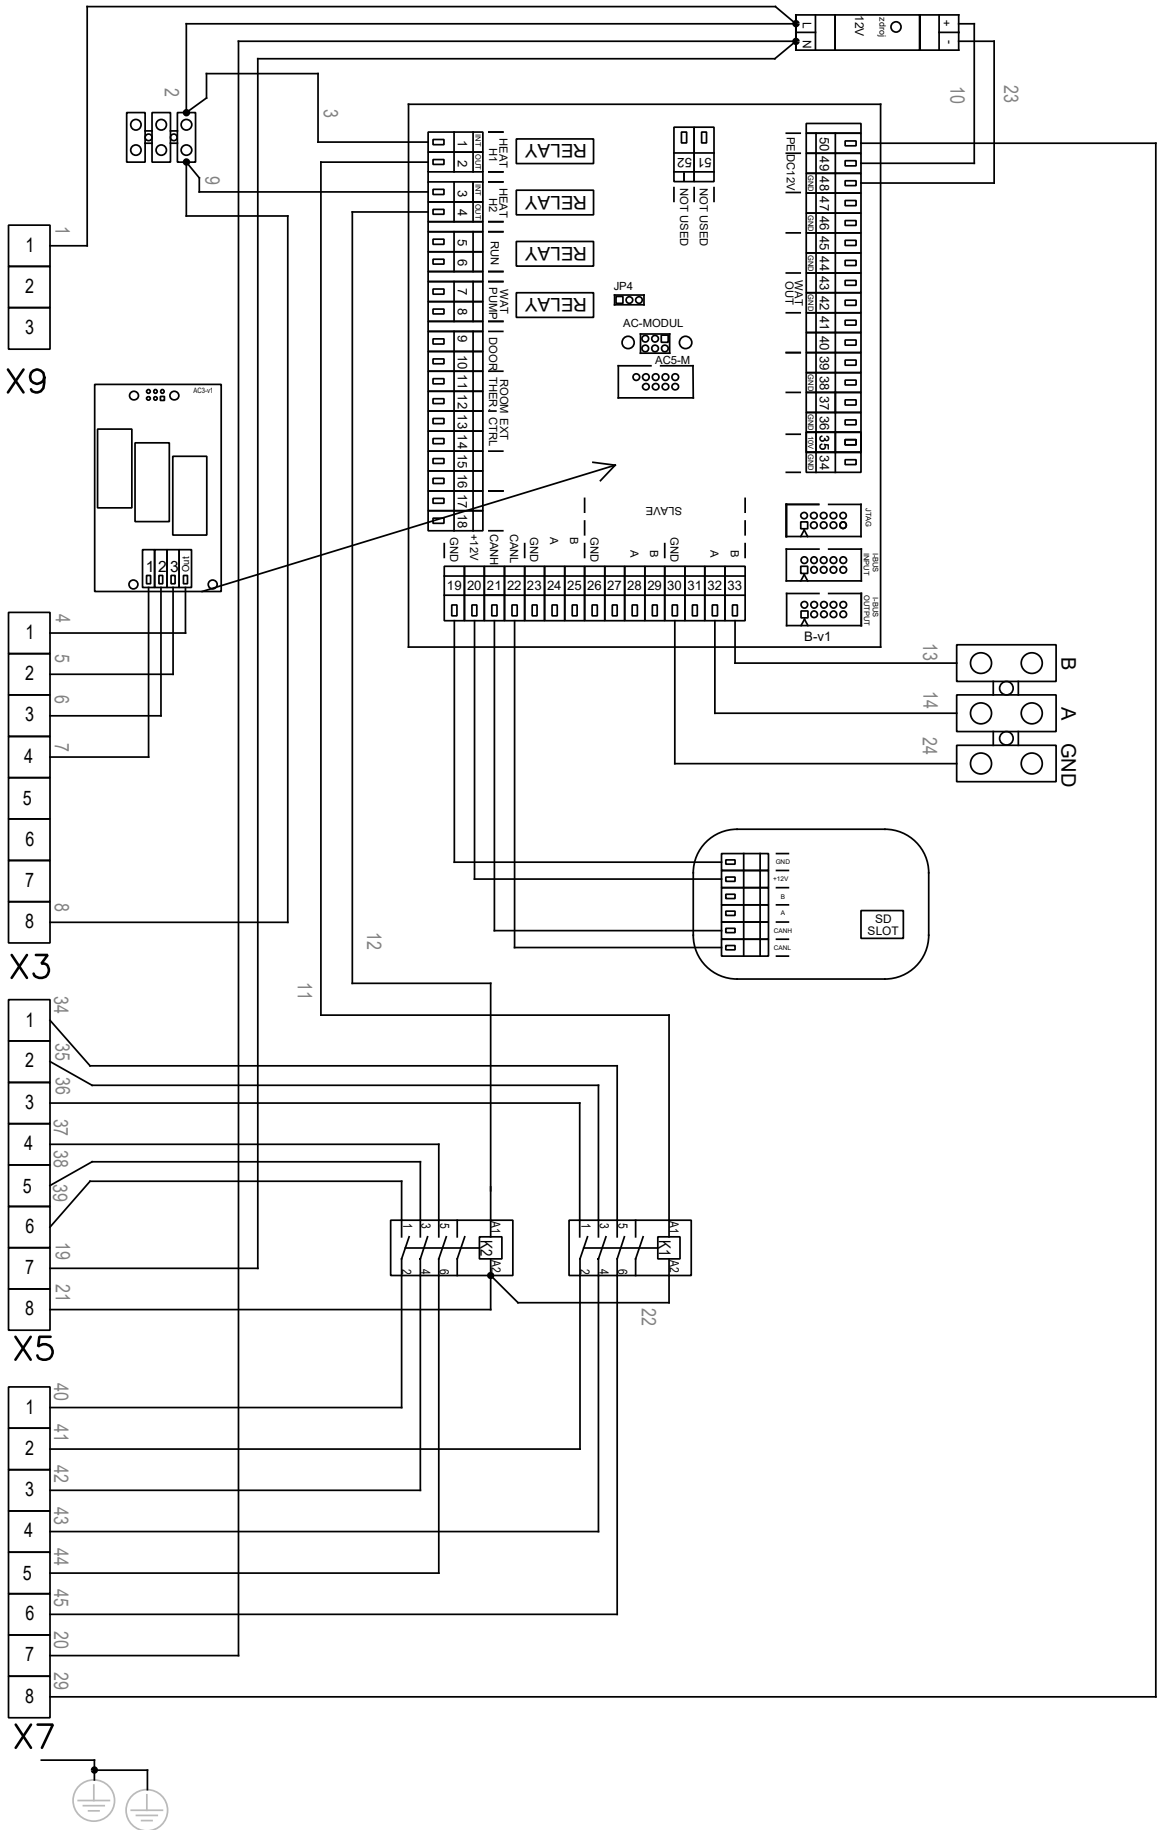 L
N
12V
zdroj
+
-
10
23
2
3
9
1
1
2
3
X9
HEAT
H1
1 INT
2 OUT
RELAY
HEAT
H2
3 INT
4 OUT
RELAY
RUN
5
6
RELAY
WAT
PUMP
7
8
RELAY
DOOR
9
10
THER
ROOM
11
12
CTRL
EXT
13
14
15
16
17
18
51
52
NOT USED
NOT USED
JP4
AC-MODUL
AC5-M
PE
DC12V
50
49
48 GND
47
46 GND
45
44 GND
WAT
OUT
43
42 GND
41
40
39
38 GND
37
36 GND
35 10V
34 GND
SLAVE
GND
+12V
CANH
CANL
GND
A
B
GND
A
B
GND
A
B
19 20 21 22 23 24 25 26 27 28 29 30 31 32 33
JTAG
I-BUS
INPUT
I-BUS
OUTPUT
B-v1
AC3-v1
1 2 3 OUT
4
5
6
7
8
1
2
3
4
5
6
7
8
X3
13
14
24
B
A
GND
GND
+12V
B
A
CANH
CANL
SD
SLOT
12
11
34
35
36
37
38
39
19
21
1
2
3
4
5
6
7
8
X5
1 3 5 A1
K2
2 4 6 A2
1 3 5 A1
K1
2 4 6 A2
22
40
41
42
43
44
45
20
29
1
2
3
4
5
6
7
8
X7